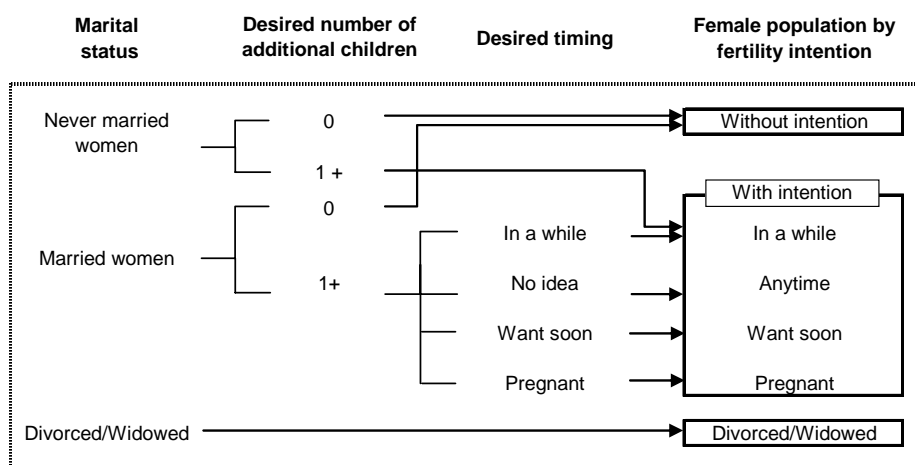 Marital
status
Desired number of
additional children
Desired timing
Female population by
fertility intention
Never married
women
0
1 +
Without intention
With intention
Married women
0
1+
In a while
No idea
Want soon
Pregnant
In a while
Anytime
Want soon
Pregnant
Divorced/Widowed
Divorced/Widowed